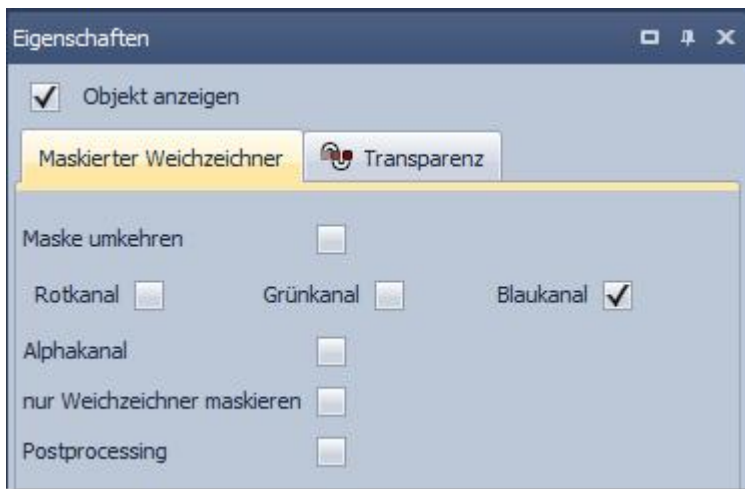 Eigenschaften
Objekt anzeigen
Maskierter Weichzeichner Transparenz
Maske umkehren
Rotkanal Grünkanal Blaukanal
Alphakanal
nur Weichzeichner maskieren
Postprocessing